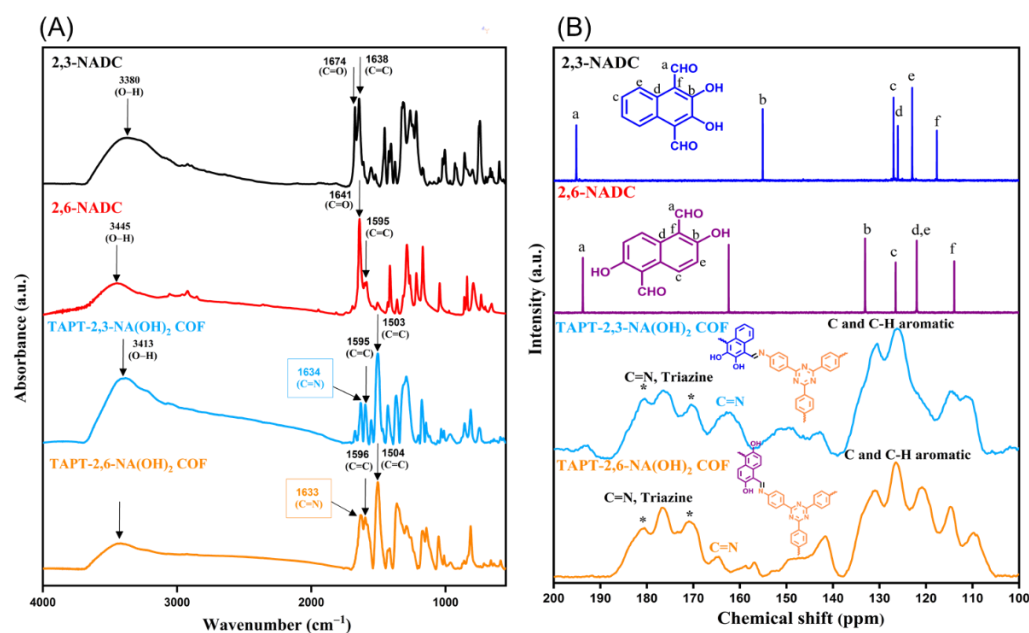 (A)
2,3-NADC
3380
(O–H)
1674
(C=O)
1638
(C=C)
2,6-NADC
3445
(O–H)
1641
(C=O)
1595
(C=C)
TAPT-2,3-NA(OH)2 COF
3413
(O–H)
1634
(C=N)
1595
(C=C)
1503
(C=C)
TAPT-2,6-NA(OH)2 COF
1633
(C=N)
1596
(C=C)
1504
(C=C)
Absorbance (a.u.)
4000 3000 2000 1000
Wavenumber (cm−1)
(B)
2,3-NADC
a CHO
e f OH
c d b
OH
CHO
a b c d e f
2,6-NADC
a CHO
d f b OH
HO e
c
CHO
a b c d,e f
TAPT-2,3-NA(OH)2 COF
C and C-H aromatic
HO
OH
N
N N
N
C=N, Triazine
* *
C=N
TAPT-2,6-NA(OH)2 COF
C and C-H aromatic
OH
OH
N
N N
N
C=N, Triazine
* *
C=N
Intensity (a.u.)
200 190 180 170 160 150 140 130 120 110 100
Chemical shift (ppm)